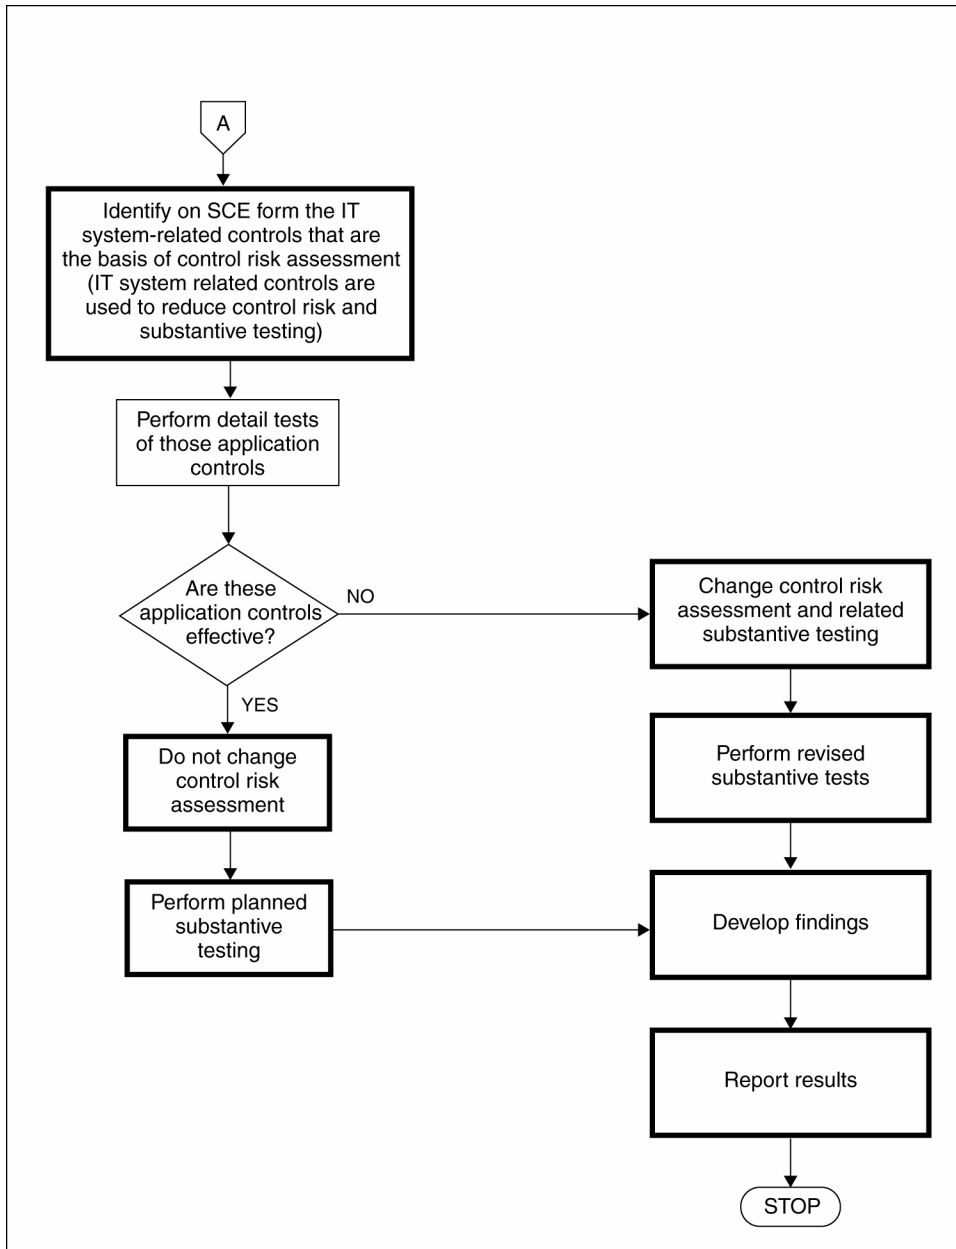 A
Identify on SCE form the IT
system-related controls that are
the basis of control risk assessment
(IT system related controls are
used to reduce control risk and
substantive testing)
Perform detail tests
of those application
controls
Are these
application controls
effective?
NO
YES
Do not change
control risk
assessment
Perform planned
substantive
testing
Change control risk
assessment and related
substantive testing
Perform revised
substantive tests
Develop findings
Report results
STOP